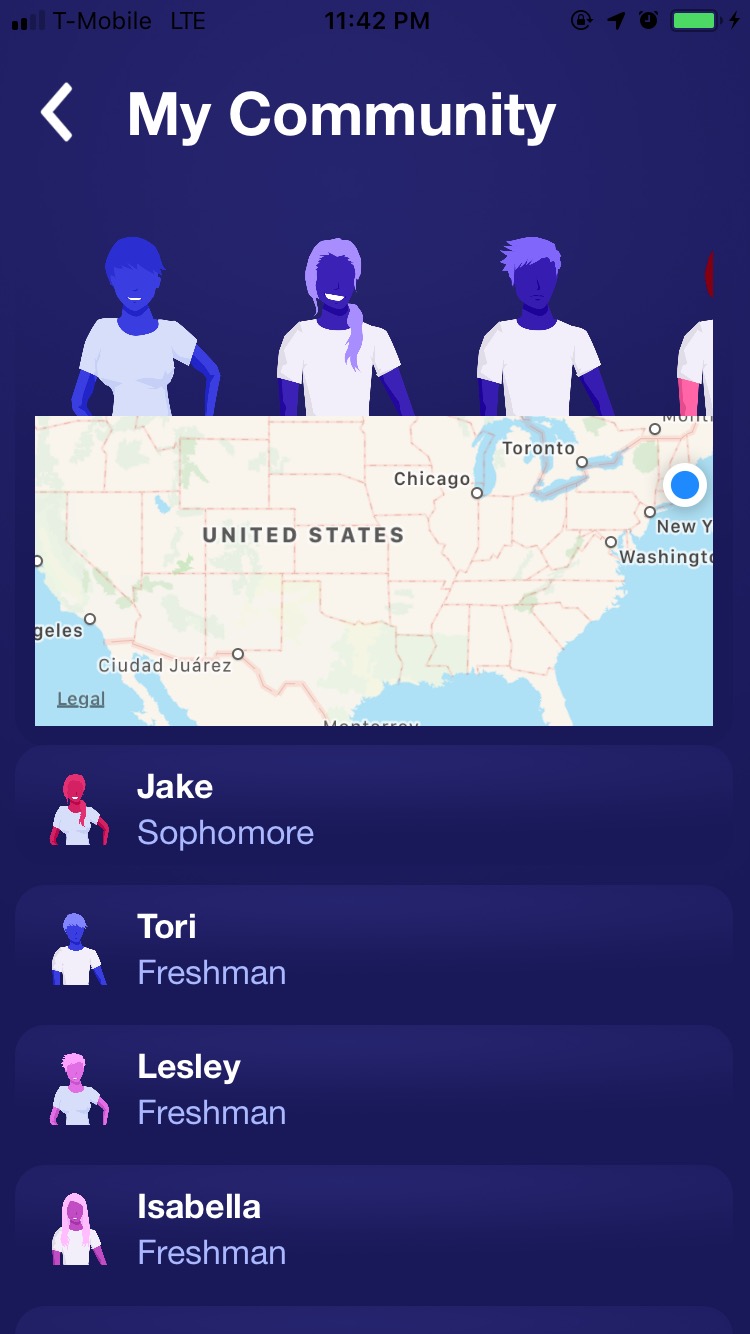 T-Mobile LTE 11:42 PM
My Community
Toronto
Chicago
UNITED STATES
New Y
Washingto
geles
Ciudad Juárez
Legal
Monterrey
Jake
Sophomore
Tori
Freshman
Lesley
Freshman
Isabella
Freshman